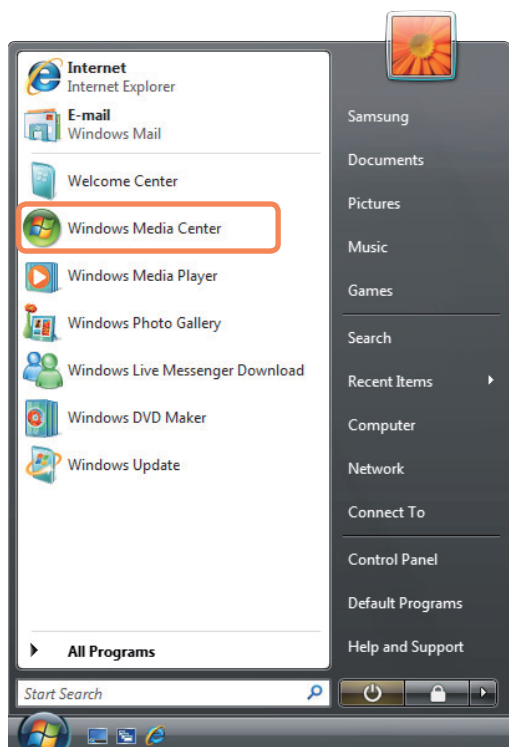 Internet
Internet Explorer
E-mail
Windows Mail
Welcome Center
Windows Media Center
Windows Media Player
Windows Photo Gallery
Windows Live Messenger Download
Windows DVD Maker
Windows Update
All Programs
Start Search
Samsung
Documents
Pictures
Music
Games
Search
Recent Items
Computer
Network
Connect To
Control Panel
Default Programs
Help and Support